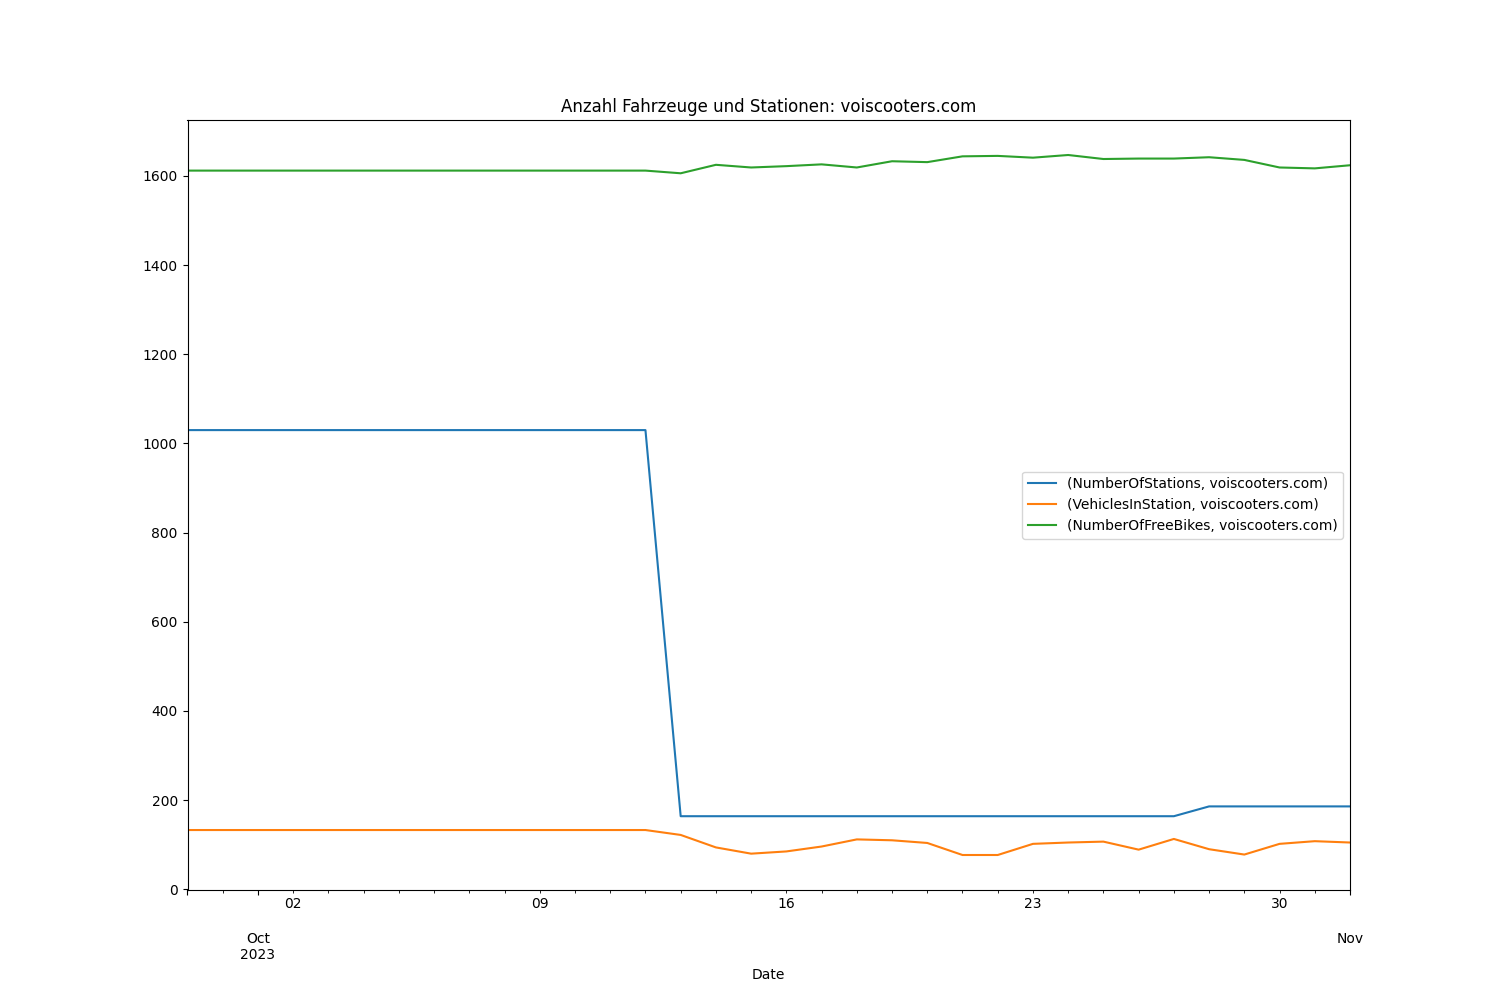 Anzahl Fahrzeuge und Stationen: voiscooters.com
1600
1400
1200
1000
800
600
400
200
0
(NumberOfStations, voiscooters.com)
(VehiclesInStation, voiscooters.com)
(NumberOfFreeBikes, voiscooters.com)
02 09 16 23 30
Oct Nov
2023
Date